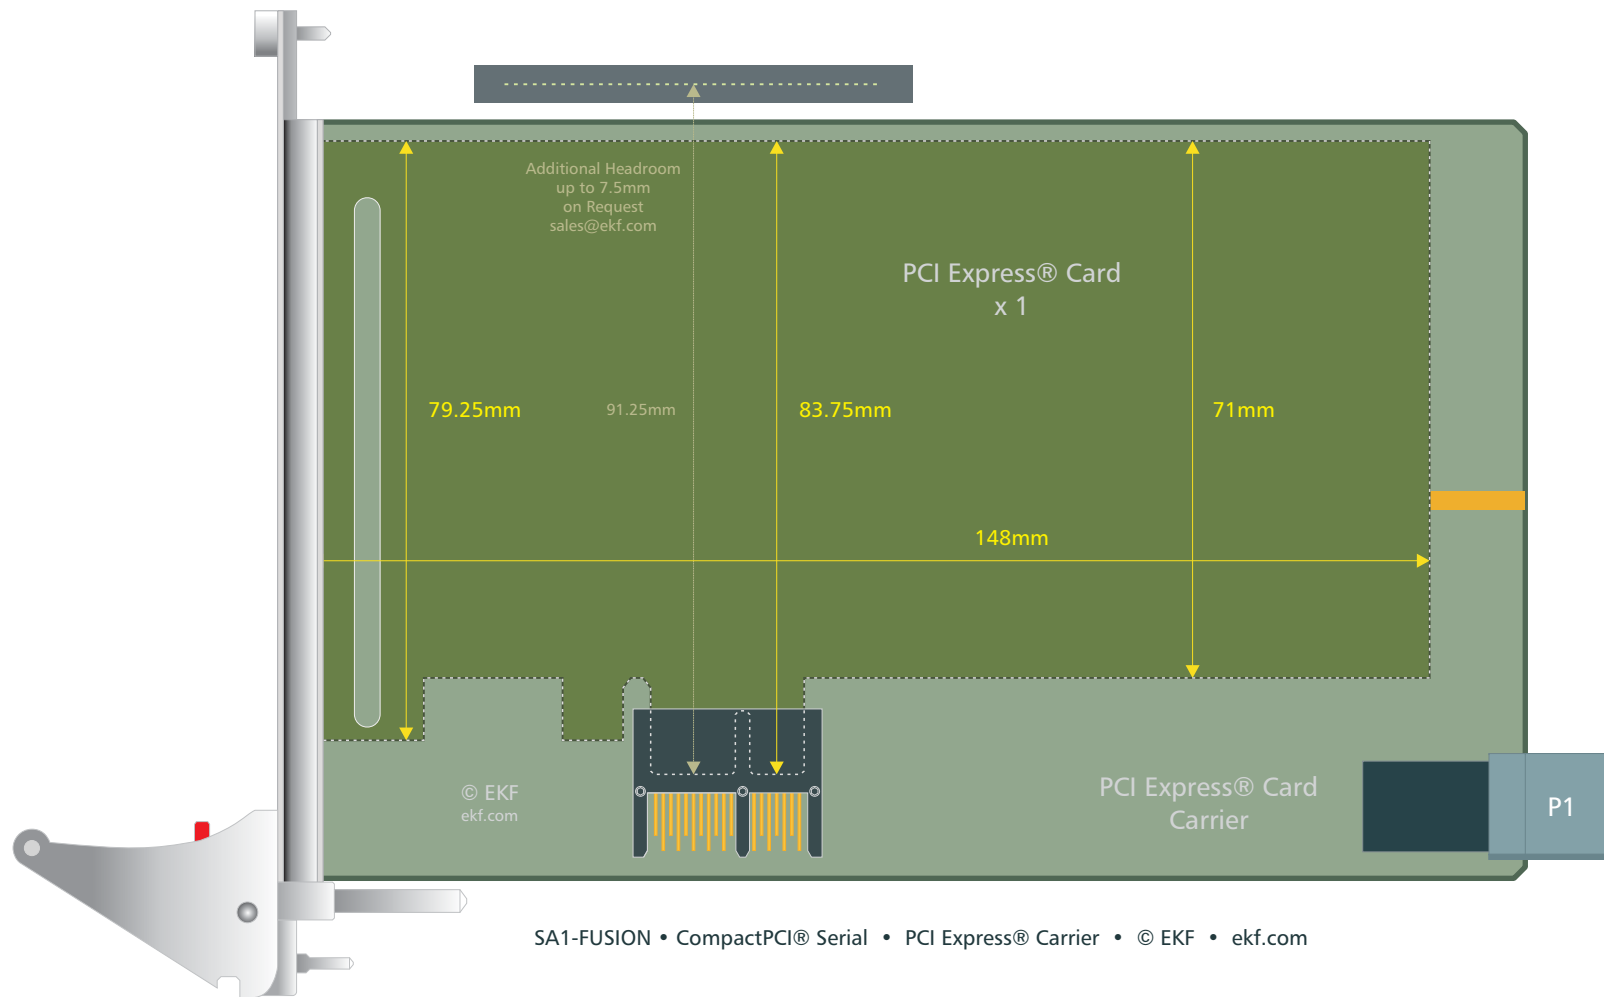 Additional Headroom
up to 7.5mm
on Request
sales@ekf.com
PCI Express® Card
x 1
79.25mm
91.25mm
83.75mm
71mm
148mm
© EKF
ekf.com
PCI Express® Card
Carrier
P1
SA1-FUSION • CompactPCI® Serial • PCI Express® Carrier • © EKF • ekf.com